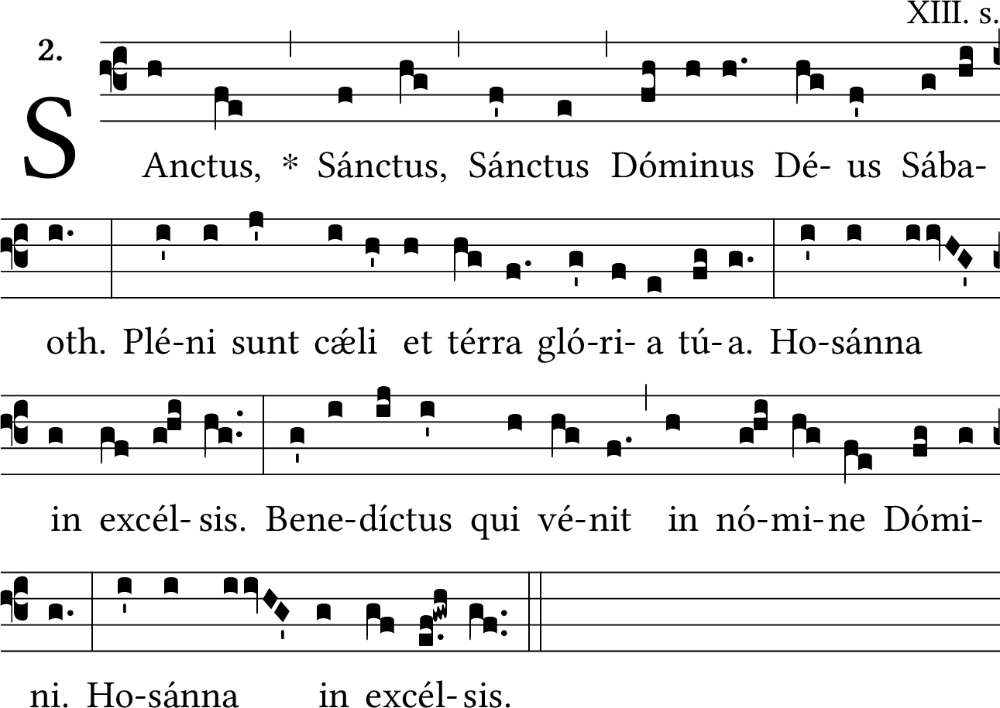 XIII. s.
2.
SAnctus, * Sánctus, Sánctus Dóminus Dé- us Sába-
oth. Plé-ni sunt cǽli et térra gló-ri- a tú-a. Ho-sánna
in excél- sis. Bene-díctus qui vé-nit in nó-mi-ne Dómi-
ni. Ho-sánna in excél- sis.